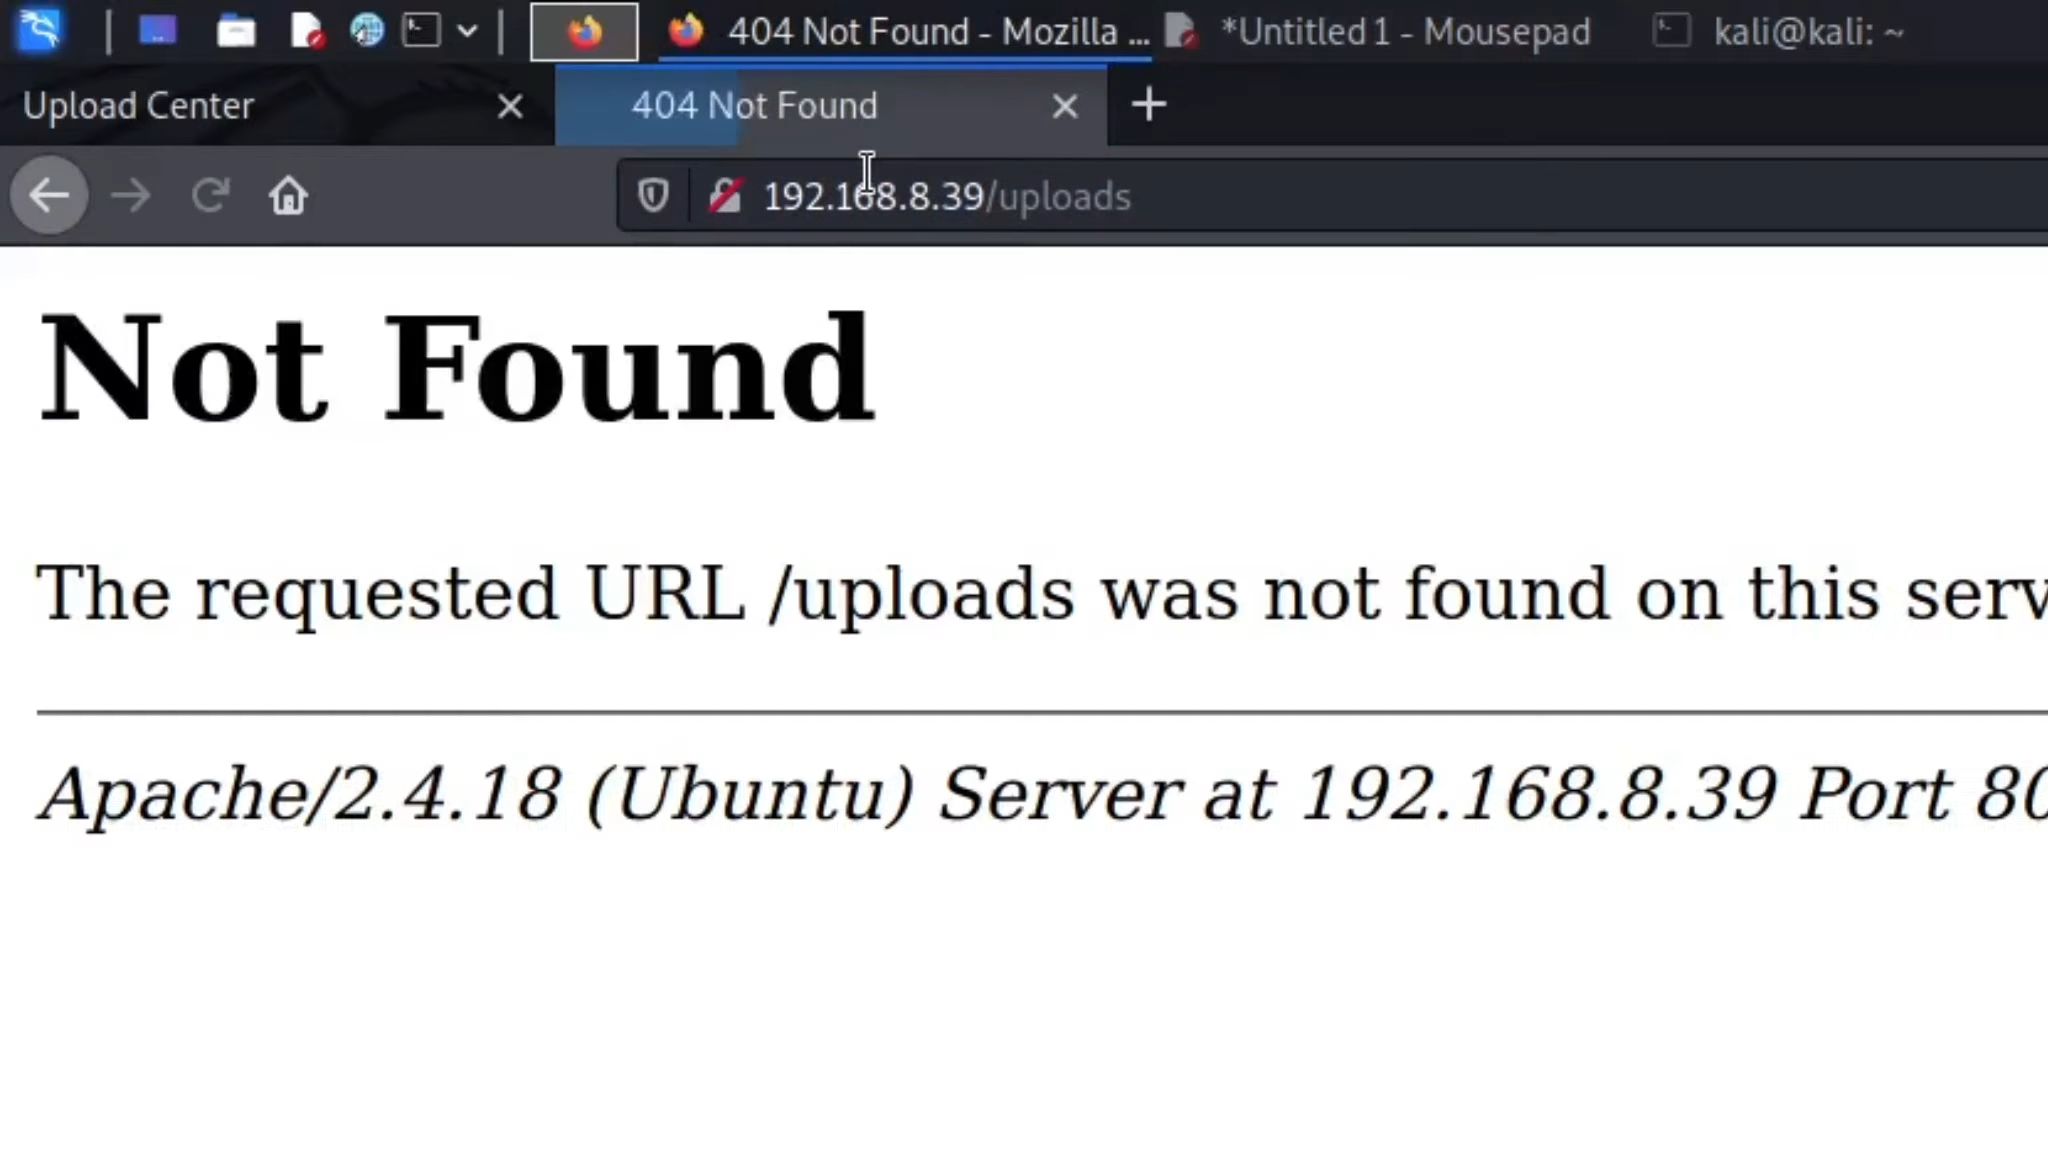 404 Not Found - Mozilla ...
*Untitled 1 - Mousepad
kali@kali: ~
Upload Center
404 Not Found
192.168.8.39/uploads
Not Found
The requested URL /uploads was not found on this serv
Apache/2.4.18 (Ubuntu) Server at 192.168.8.39 Port 80